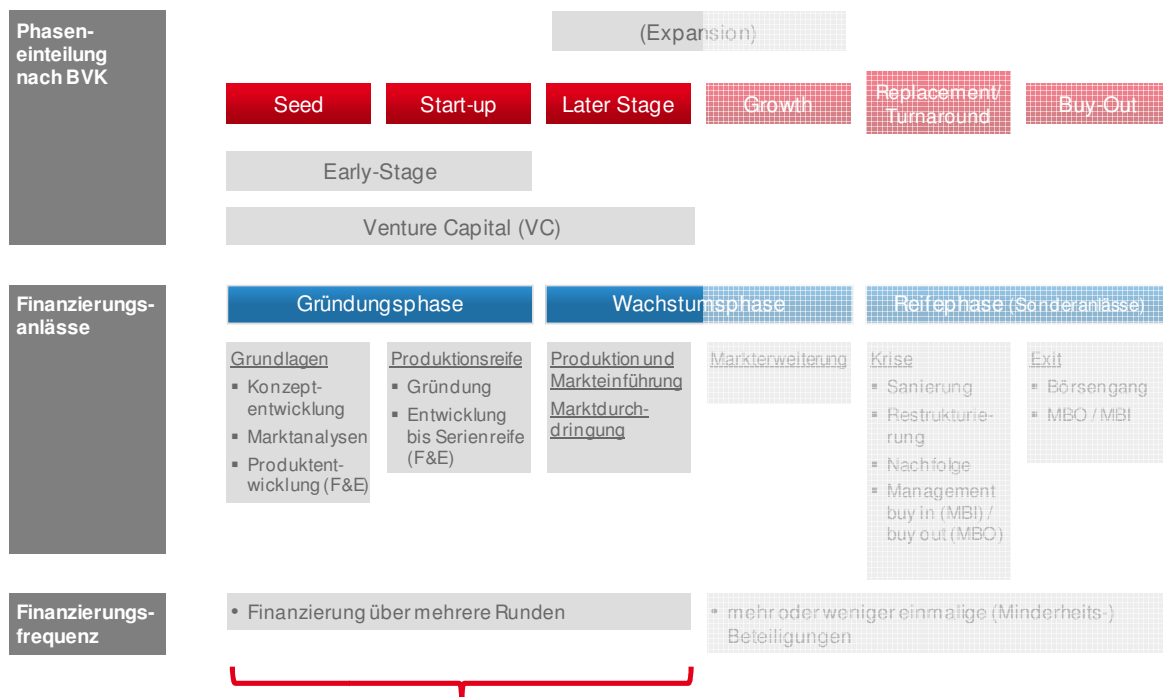 Phasen-
einteilung
nach BVK
(Expansion)
Seed
Start-up
Later Stage
Growth
Replacement/
Turnaround
Buy-Out
Early-Stage
Venture Capital (VC)
Finanzierungs-
anlässe
Gründungsphase
Wachstumsphase
Reifephase (Sonderanlässe)
Grundlagen
▪ Konzept-
entwicklung
▪ Marktanalysen
▪ Produktent-
wicklung (F&E)
Produktionsreife
▪ Gründung
▪ Entwicklung
bis Serienreife
(F&E)
Produktion und
Markteinführung
Marktdurch-
dringung
Markterweiterung
Krise
▪ Sanierung
▪ Restrukturie-
rung
▪ Nachfolge
▪ Management
buy in (MBI) /
buy out (MBO)
Exit
▪ Börsengang
▪ MBO / MBI
Finanzierungs-
frequenz
• Finanzierung über mehrere Runden
• mehr oder weniger einmalige (Minderheits-)
Beteiligungen